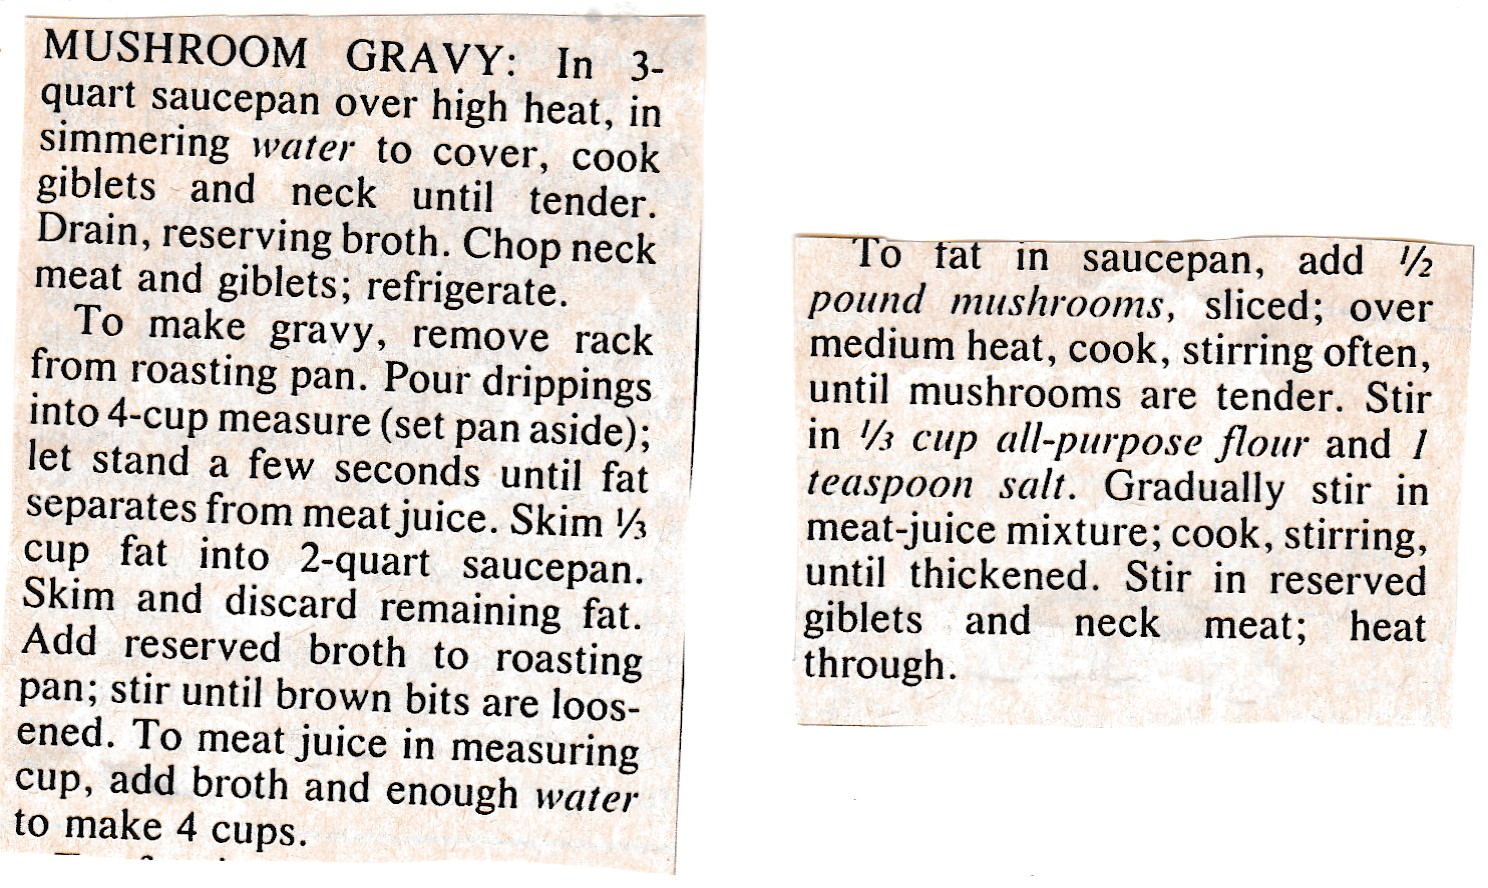 MUSHROOM GRAVY: In 3-
quart saucepan over high heat, in
simmering water to cover, cook
giblets and neck until tender.
Drain, reserving broth. Chop neck
meat and giblets; refrigerate.
To make gravy, remove rack
from roasting pan. Pour drippings
into 4-cup measure (set pan aside);
let stand a few seconds until fat
separates from meat juice. Skim ⅓
cup fat into 2-quart saucepan.
Skim and discard remaining fat.
Add reserved broth to roasting
pan; stir until brown bits are loos-
ened. To meat juice in measuring
cup, add broth and enough water
to make 4 cups.
To fat in saucepan, add ½
pound mushrooms, sliced; over
medium heat, cook, stirring often,
until mushrooms are tender. Stir
in ⅓ cup all-purpose flour and 1
teaspoon salt. Gradually stir in
meat-juice mixture; cook, stirring,
until thickened. Stir in reserved
giblets and neck meat; heat
through.